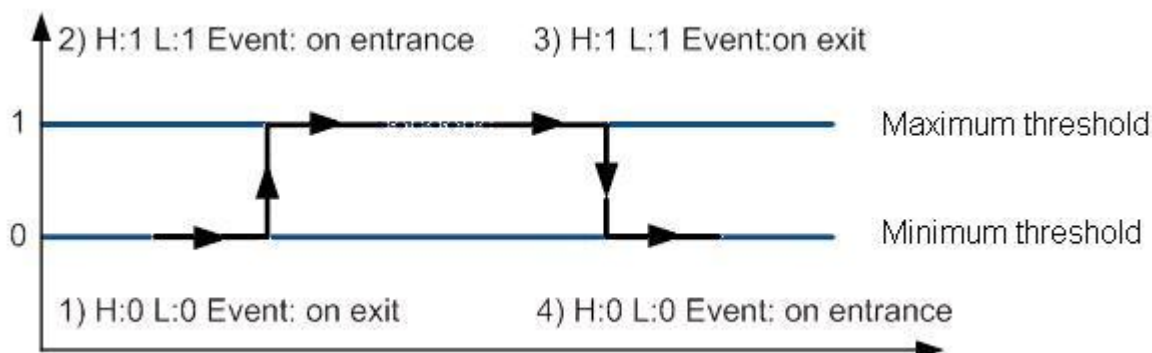 2) H:1 L:1 Event: on entrance
3) H:1 L:1 Event:on exit
1
Maximum threshold
0
Minimum threshold
1) H:0 L:0 Event: on exit
4) H:0 L:0 Event: on entrance